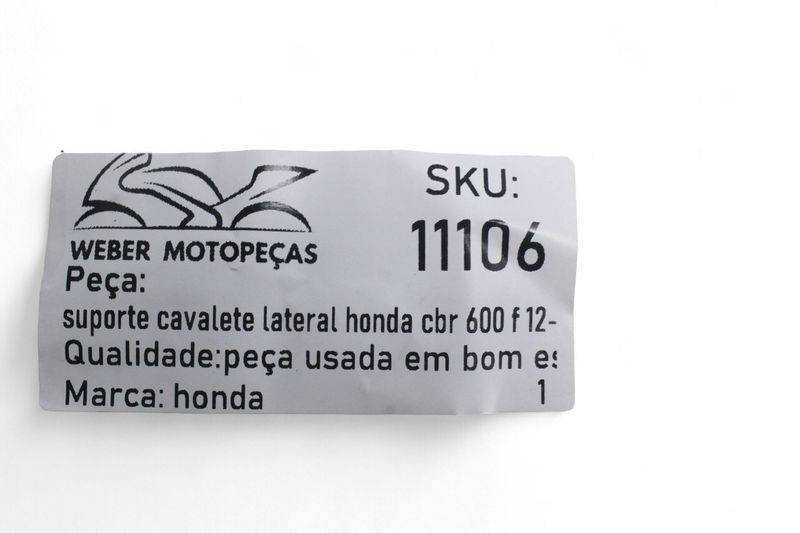 WEBER MOTOPEÇAS
SKU:
11106
Peça:
suporte cavalete lateral honda cbr 600 f 12-
Qualidade:peça usada em bom es
Marca: honda
1